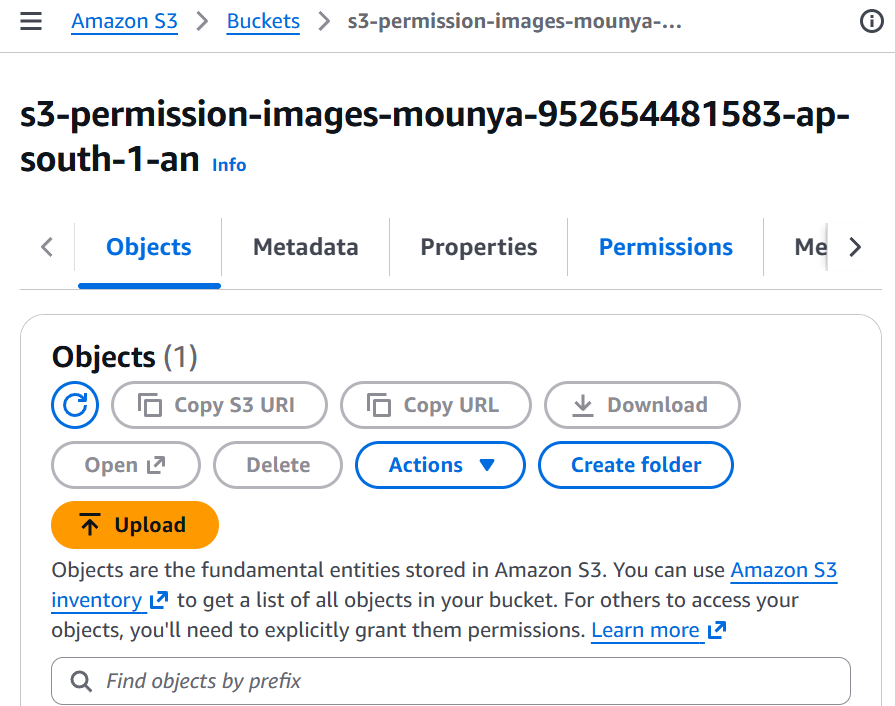 Amazon S3 > Buckets > s3-permission-images-mounya-...
s3-permission-images-mounya-952654481583-ap-
south-1-an Info
Objects Metadata Properties Permissions Me
Objects (1)
Copy S3 URI Copy URL Download
Open Delete Actions Create folder
Upload
Objects are the fundamental entities stored in Amazon S3. You can use Amazon S3
inventory to get a list of all objects in your bucket. For others to access your
objects, you'll need to explicitly grant them permissions. Learn more
Find objects by prefix